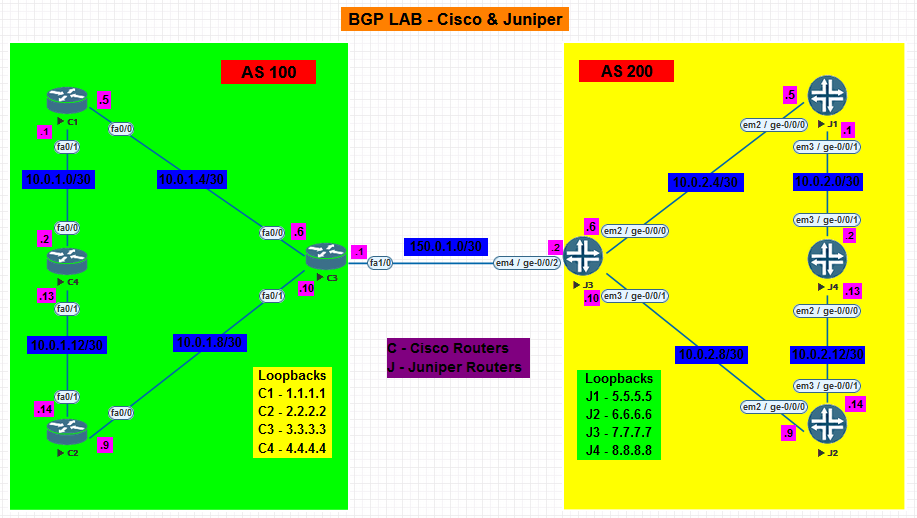 BGP LAB - Cisco & Juniper
AS 100
AS 200
.5
C1
.1
fa0/0
fa0/1
10.0.1.0/30
10.0.1.4/30
fa0/0
.2
C4
.13
fa0/1
fa0/0
.6
C3
.10
fa0/1
.1
fa1/0
150.0.1.0/30
10.0.1.12/30
10.0.1.8/30
fa0/1
.14
C2
fa0/0
.9
Loopbacks
C1 - 1.1.1.1
C2 - 2.2.2.2
C3 - 3.3.3.3
C4 - 4.4.4.4
C - Cisco Routers
J - Juniper Routers
.5
J1
.1
em2 / ge-0/0/0
em3 / ge-0/0/1
10.0.2.4/30
10.0.2.0/30
.6
em2 / ge-0/0/0
em3 / ge-0/0/1
.2
em4 / ge-0/0/2
J3
.10
em3 / ge-0/0/1
.2
J4
.13
em2 / ge-0/0/0
10.0.2.8/30
10.0.2.12/30
em3 / ge-0/0/1
em2 / ge-0/0/0
.14
.9
J2
Loopbacks
J1 - 5.5.5.5
J2 - 6.6.6.6
J3 - 7.7.7.7
J4 - 8.8.8.8